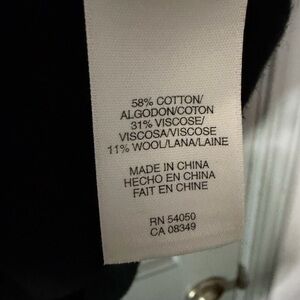 58% COTTON/
ALGODON/COTON
31% VISCOSE/
VISCOSA/VISCOSE
11% WOOL/LANA/LAINE
MADE IN CHINA
HECHO EN CHINA
FAIT EN CHINE
RN 54050
CA 08349